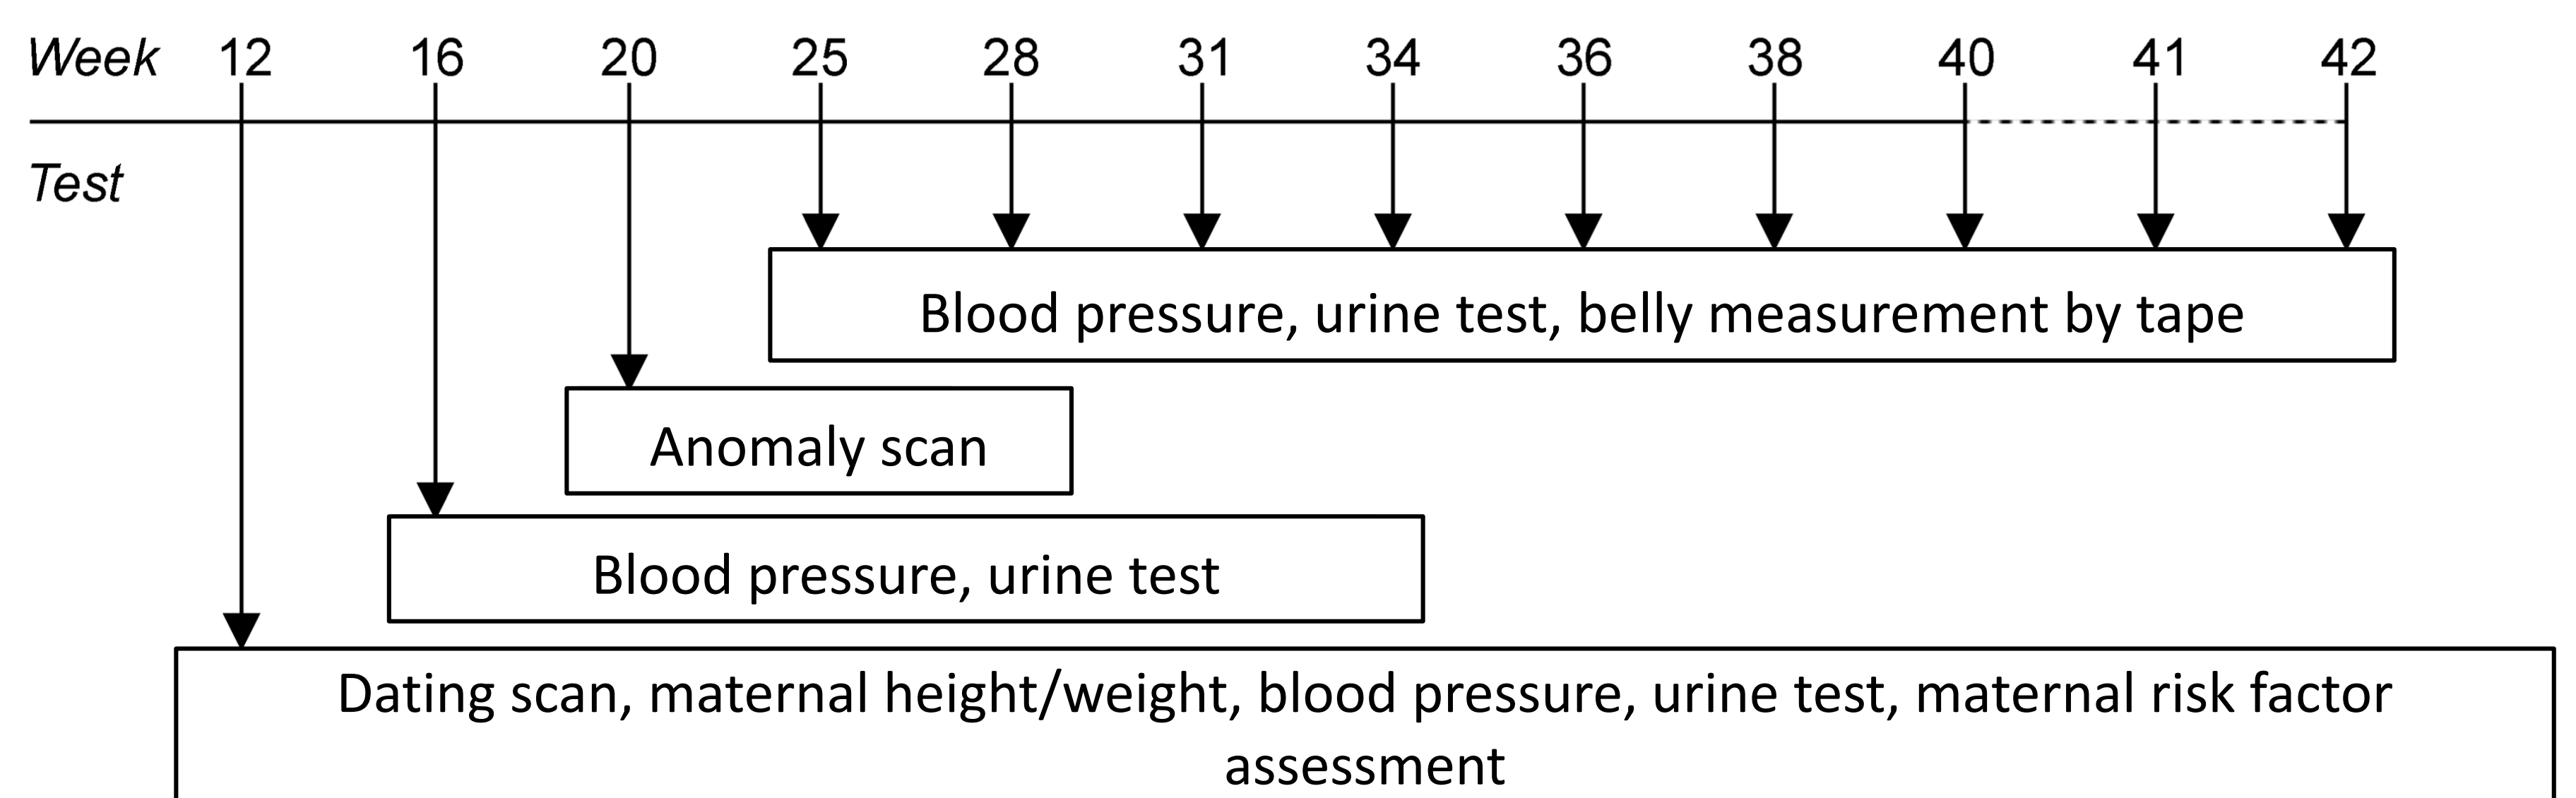 Week 12 16 20 25 28 31 34 36 38 40 41 42
Test
Blood pressure, urine test, belly measurement by tape
Anomaly scan
Blood pressure, urine test
Dating scan, maternal height/weight, blood pressure, urine test, maternal risk factor
assessment